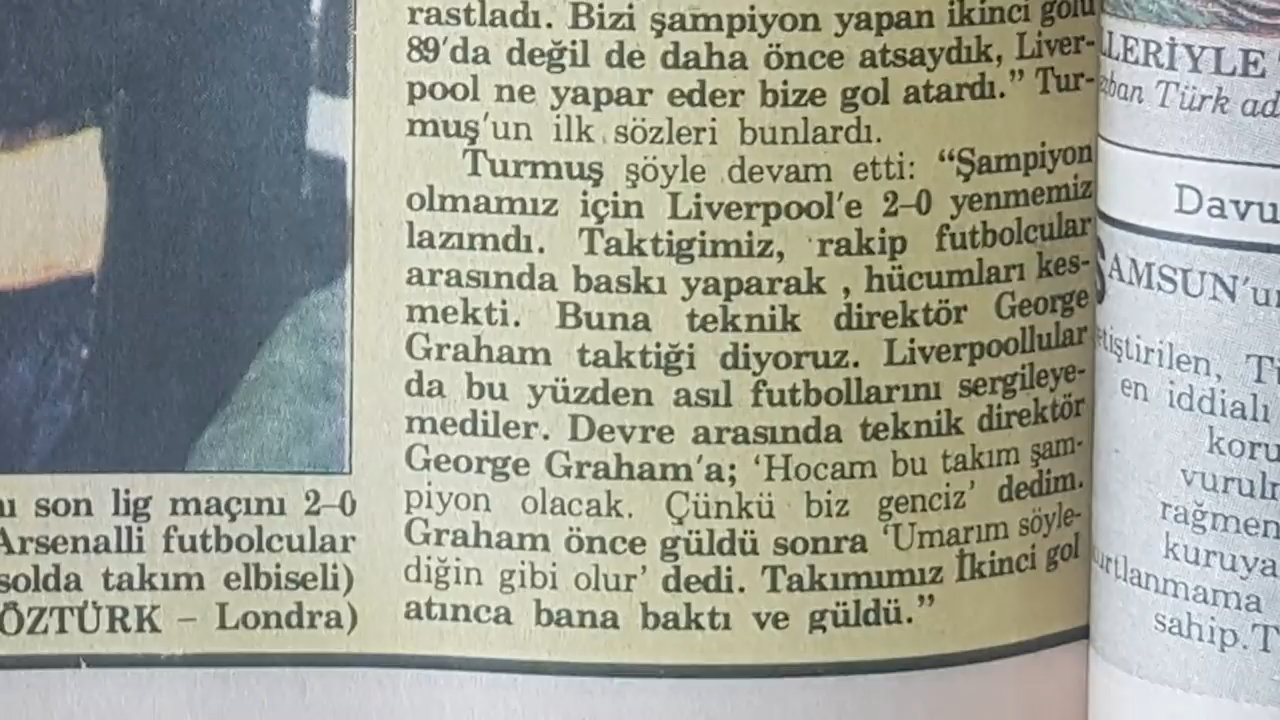 rastladı. Bizi şampiyon yapan ikinci golü
89'da değil de daha önce atsaydık, Liver-
pool ne yapar eder bize gol atardı.” Tur-
muş'un ilk sözleri bunlardı.
Turmuş şöyle devam etti: “Şampiyon
olmamız için Liverpool'e 2–0 yenmemiz
lazımdı. Taktigimiz, rakip futbolcular
arasında baskı yaparak , hücumları kes-
mekti. Buna teknik direktör George
Graham taktiği diyoruz. Liverpoollular
da bu yüzden asıl futbollarını sergileye-
mediler. Devre arasında teknik direktör
George Graham'a; ‘Hocam bu takım şam-
piyon olacak. Çünkü biz genciz’ dedim.
Graham önce güldü sonra ‘Umarım söyle-
diğin gibi olur’ dedi. Takımımız İkinci gol
atınca bana baktı ve güldü.”
son lig maçını 2–0
Arsenalli futbolcular
solda takım elbiseli)
ÖZTÜRK – Londra)
LERİYLE
Türk ad
Davu
ŞAMSUN'un
tiştirilen, T
en iddialı
koru
vurulm
rağmen
kuruya
urtlanmama
sahip. T